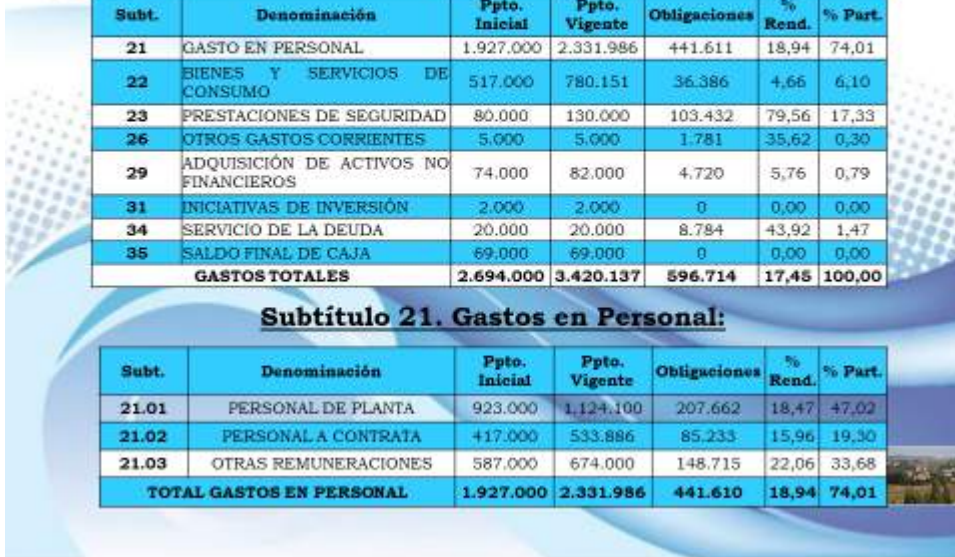 Subt. Denominación Ppto. Inicial Ppto. Vigente Obligaciones % Rend. % Part.
21 GASTO EN PERSONAL 1.927.000 2.331.986 441.611 18,94 74,01
22 BIENES Y SERVICIOS DE CONSUMO 517.000 780.151 36.386 4,66 6,10
23 PRESTACIONES DE SEGURIDAD 80.000 130.000 103.432 79,56 17,33
26 OTROS GASTOS CORRIENTES 5.000 5.000 1.781 35,62 0,30
29 ADQUISICIÓN DE ACTIVOS NO FINANCIEROS 74.000 82.000 4.720 5,76 0,79
31 INICIATIVAS DE INVERSIÓN 2.000 2.000 0 0,00 0,00
34 SERVICIO DE LA DEUDA 20.000 20.000 8.784 43,92 1,47
35 SALDO FINAL DE CAJA 69.000 69.000 0 0,00 0,00
GASTOS TOTALES 2.694.000 3.420.137 596.714 17,45 100,00
Subtítulo 21. Gastos en Personal:
Subt. Denominación Ppto. Inicial Ppto. Vigente Obligaciones % Rend. % Part.
21.01 PERSONAL DE PLANTA 923.000 1,124.100 207.662 18,47 47,02
21.02 PERSONAL A CONTRATA 417.000 533.886 85.233 15,96 19,30
21.03 OTRAS REMUNERACIONES 587.000 674.000 148.715 22,06 33,68
TOTAL GASTOS EN PERSONAL 1.927.000 2.331.986 441.610 18,94 74,01